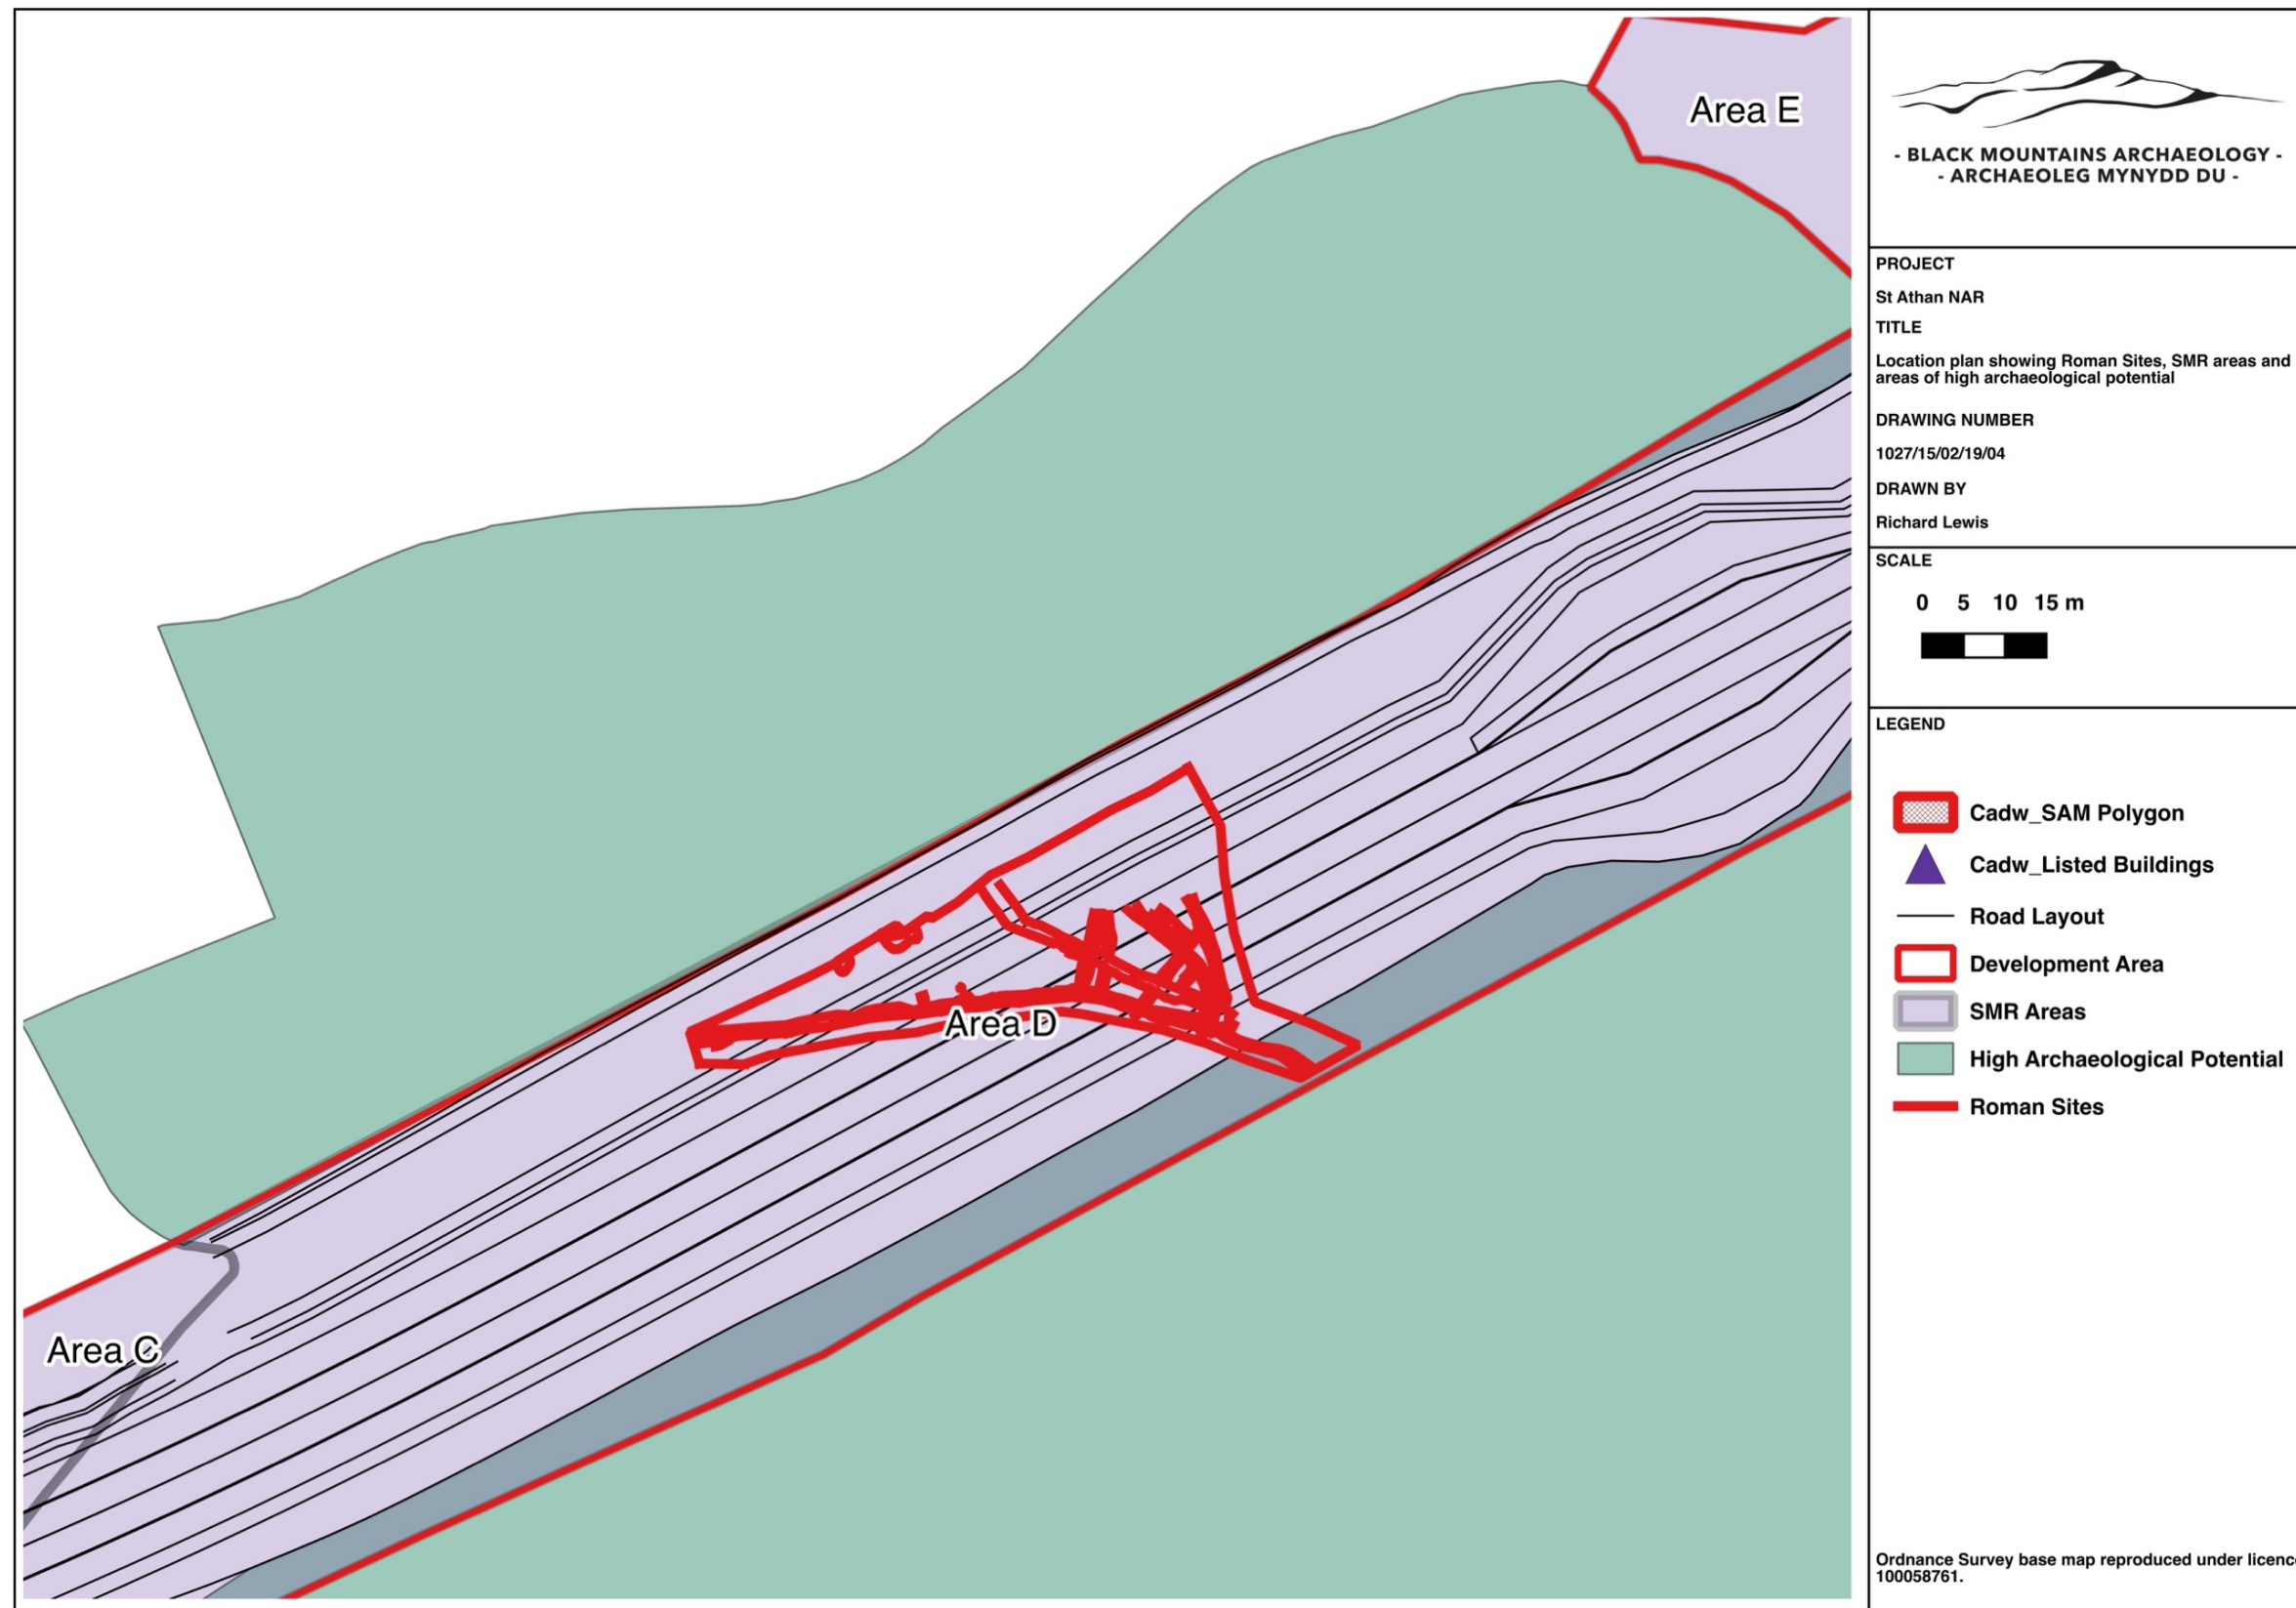 Area E
Area D
Area C
- BLACK MOUNTAINS ARCHAEOLOGY -
- ARCHAEOLEG MYNYDD DU -
PROJECT
St Athan NAR
TITLE
Location plan showing Roman Sites, SMR areas and
areas of high archaeological potential
DRAWING NUMBER
1027/15/02/19/04
DRAWN BY
Richard Lewis
SCALE
0 5 10 15 m
LEGEND
Cadw_SAM Polygon
Cadw_Listed Buildings
Road Layout
Development Area
SMR Areas
High Archaeological Potential
Roman Sites
Ordnance Survey base map reproduced under licence
100058761.